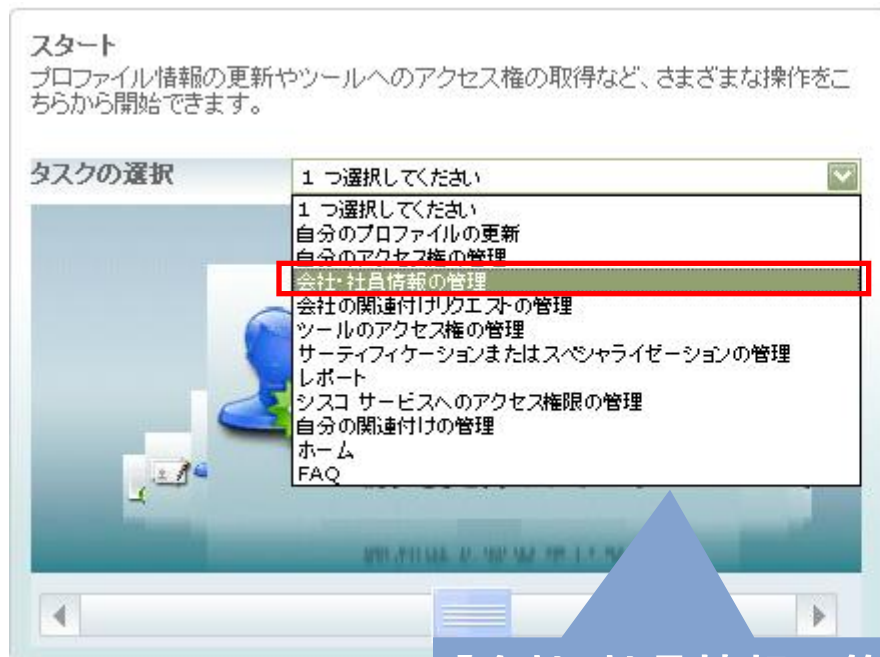 スタート
プロファイル情報の更新やツールへのアクセス権の取得など、さまざまな操作をこ
ちらから開始できます。
タスクの選択
1 つ選択してください
1 つ選択してください
自分のプロファイルの更新
自分のアクセス権の管理
会社・社員情報の管理
会社の関連付けリクエストの管理
ツールのアクセス権の管理
サーティフィケーションまたはスペシャライゼーションの管理
レポート
シスコ サービスへのアクセス権限の管理
自分の関連付けの管理
ホーム
FAQ